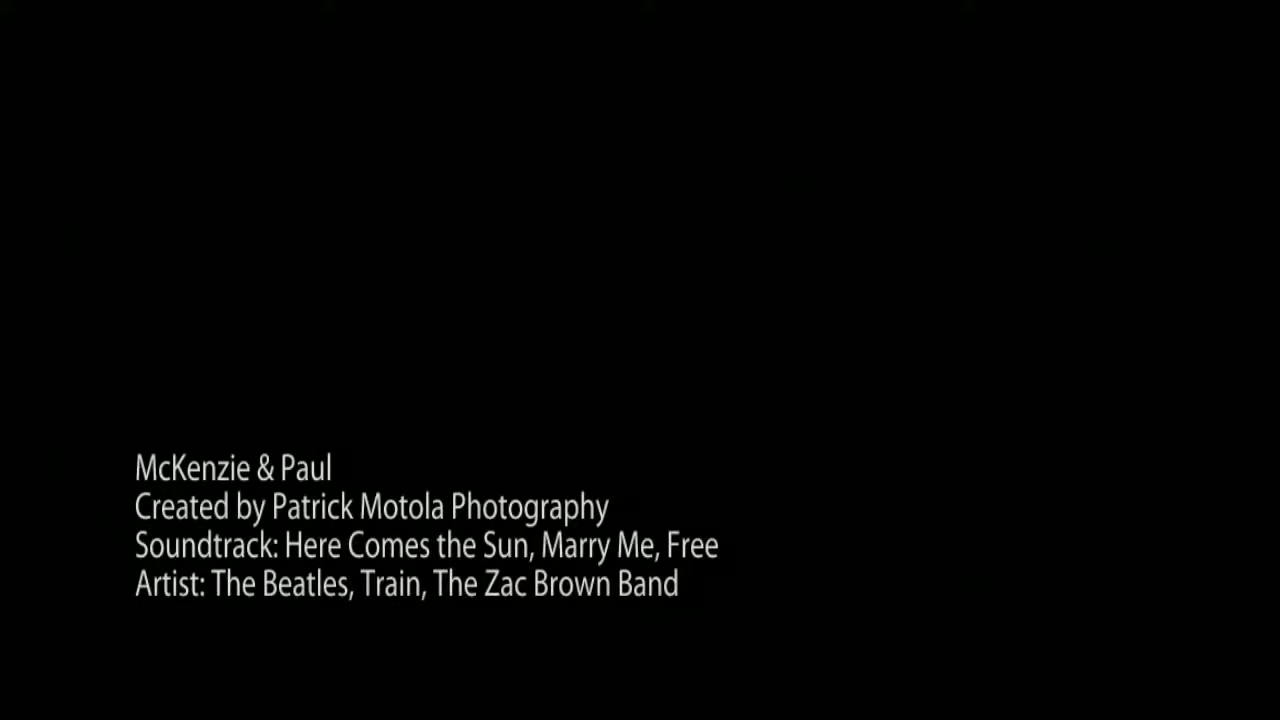 McKenzie & Paul
Created by Patrick Motola Photography
Soundtrack: Here Comes the Sun, Marry Me, Free
Artist: The Beatles, Train, The Zac Brown Band